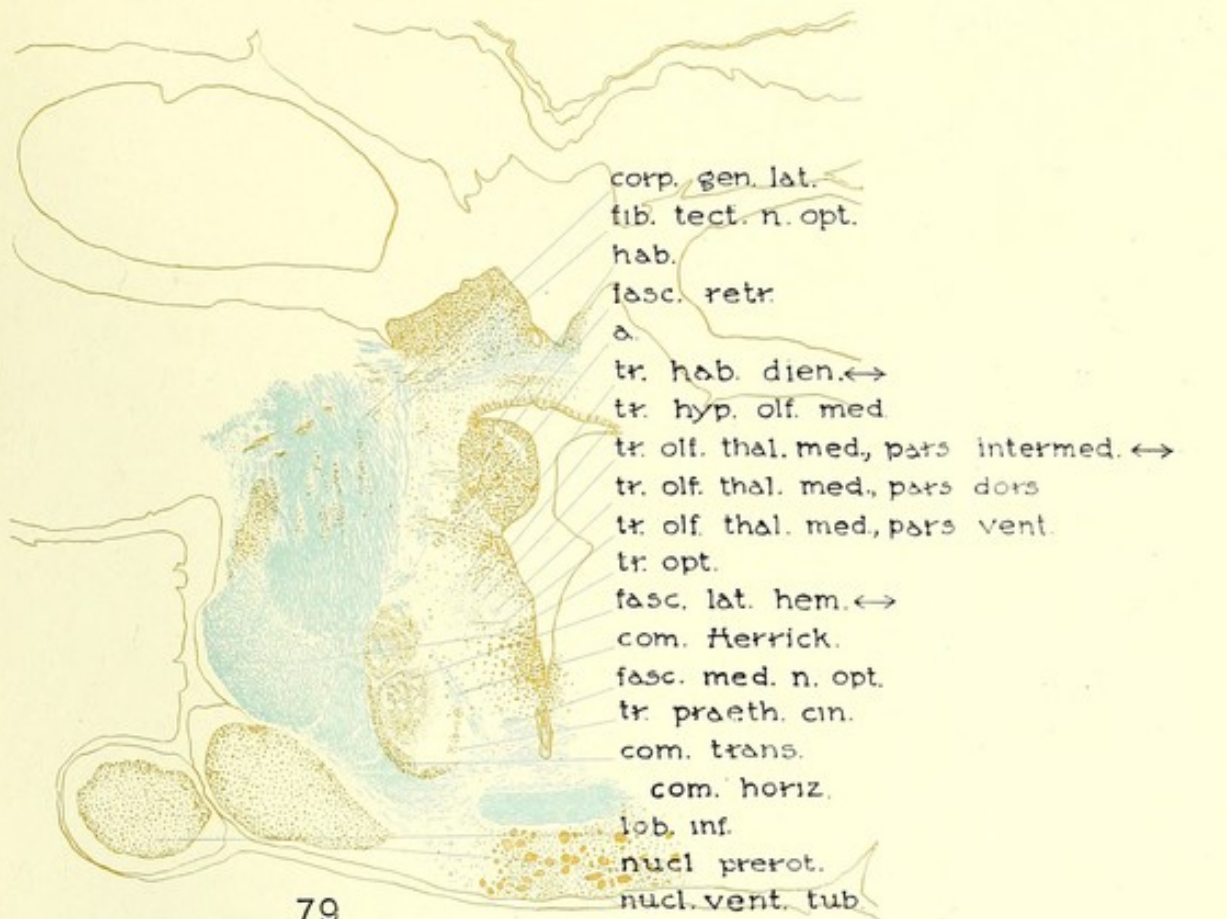 corp. gen. lat.
fib. tect. n. opt.
hab.
fasc. retr.
a.
tr. hab. dien.↔
tr. hyp. olf. med.
tr. olf. thal. med., pars intermed. ↔
tr. olf. thal. med., pars dors
tr. olf. thal. med., pars vent.
tr. opt.
fasc. lat. hem.↔
com. Herrick.
fasc. med. n. opt.
tr. praeth. cin.
com. trans.
com. horiz.
lob. inf.
nucl prerot.
nucl. vent. tub.
79